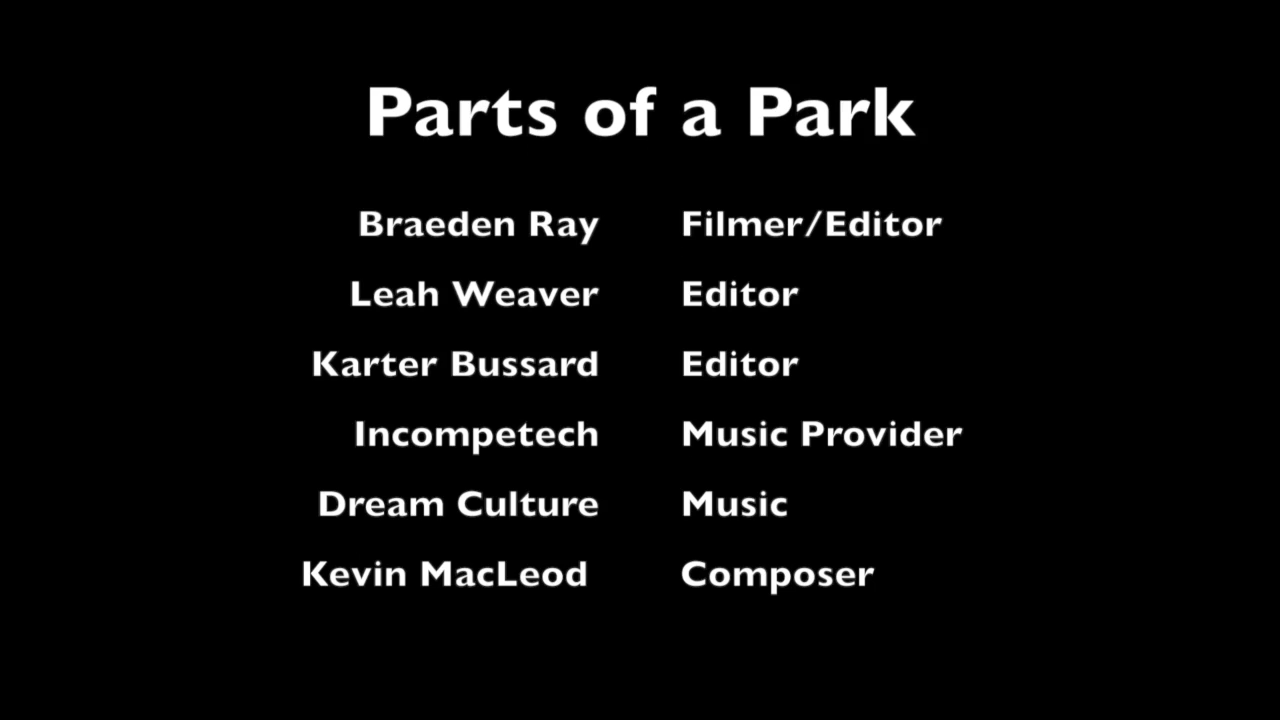 Parts of a Park
Braeden Ray Filmer/Editor
Leah Weaver Editor
Karter Bussard Editor
Incompetech Music Provider
Dream Culture Music
Kevin MacLeod Composer